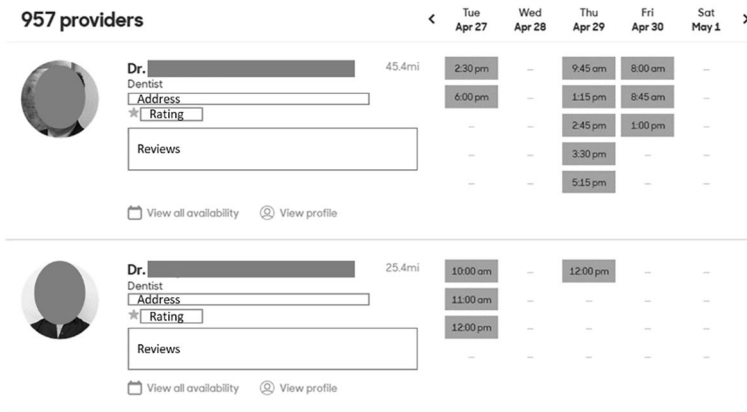 957 providers
Tue Wed Thu Fri Sat
Apr 27 Apr 28 Apr 29 Apr 30 May 1
Dr. 45.4mi
Dentist
Address
Rating
Reviews
View all availability View profile
2:30 pm – 9:45 am 8:00 am –
6:00 pm – 1:15 pm 8:45 am –
– – 2:45 pm 1:00 pm –
– – 3:30 pm – –
– – 5:15 pm – –
Dr. 25.4mi
Dentist
Address
Rating
Reviews
View all availability View profile
10:00 am – 12:00 pm – –
11:00 am – – – –
12:00 pm – – – –
– – – – –